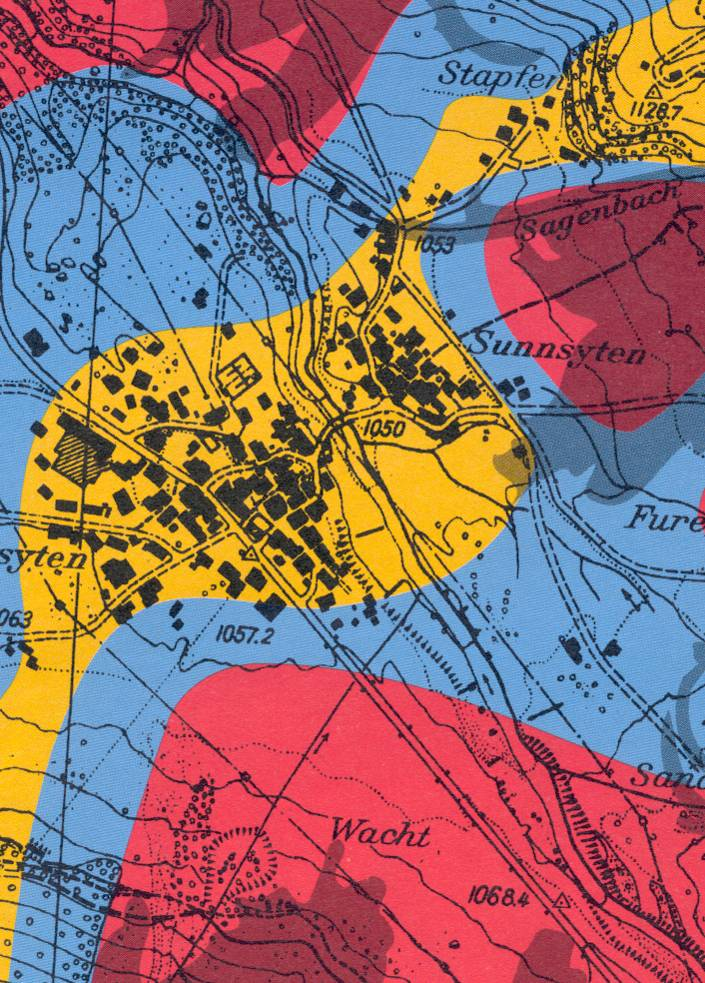 Stapfen
1128.7
Sagenbach
1053
Sunnsyten
1050
Fure
syten
063
1057.2
Sand
Wacht
1068.4